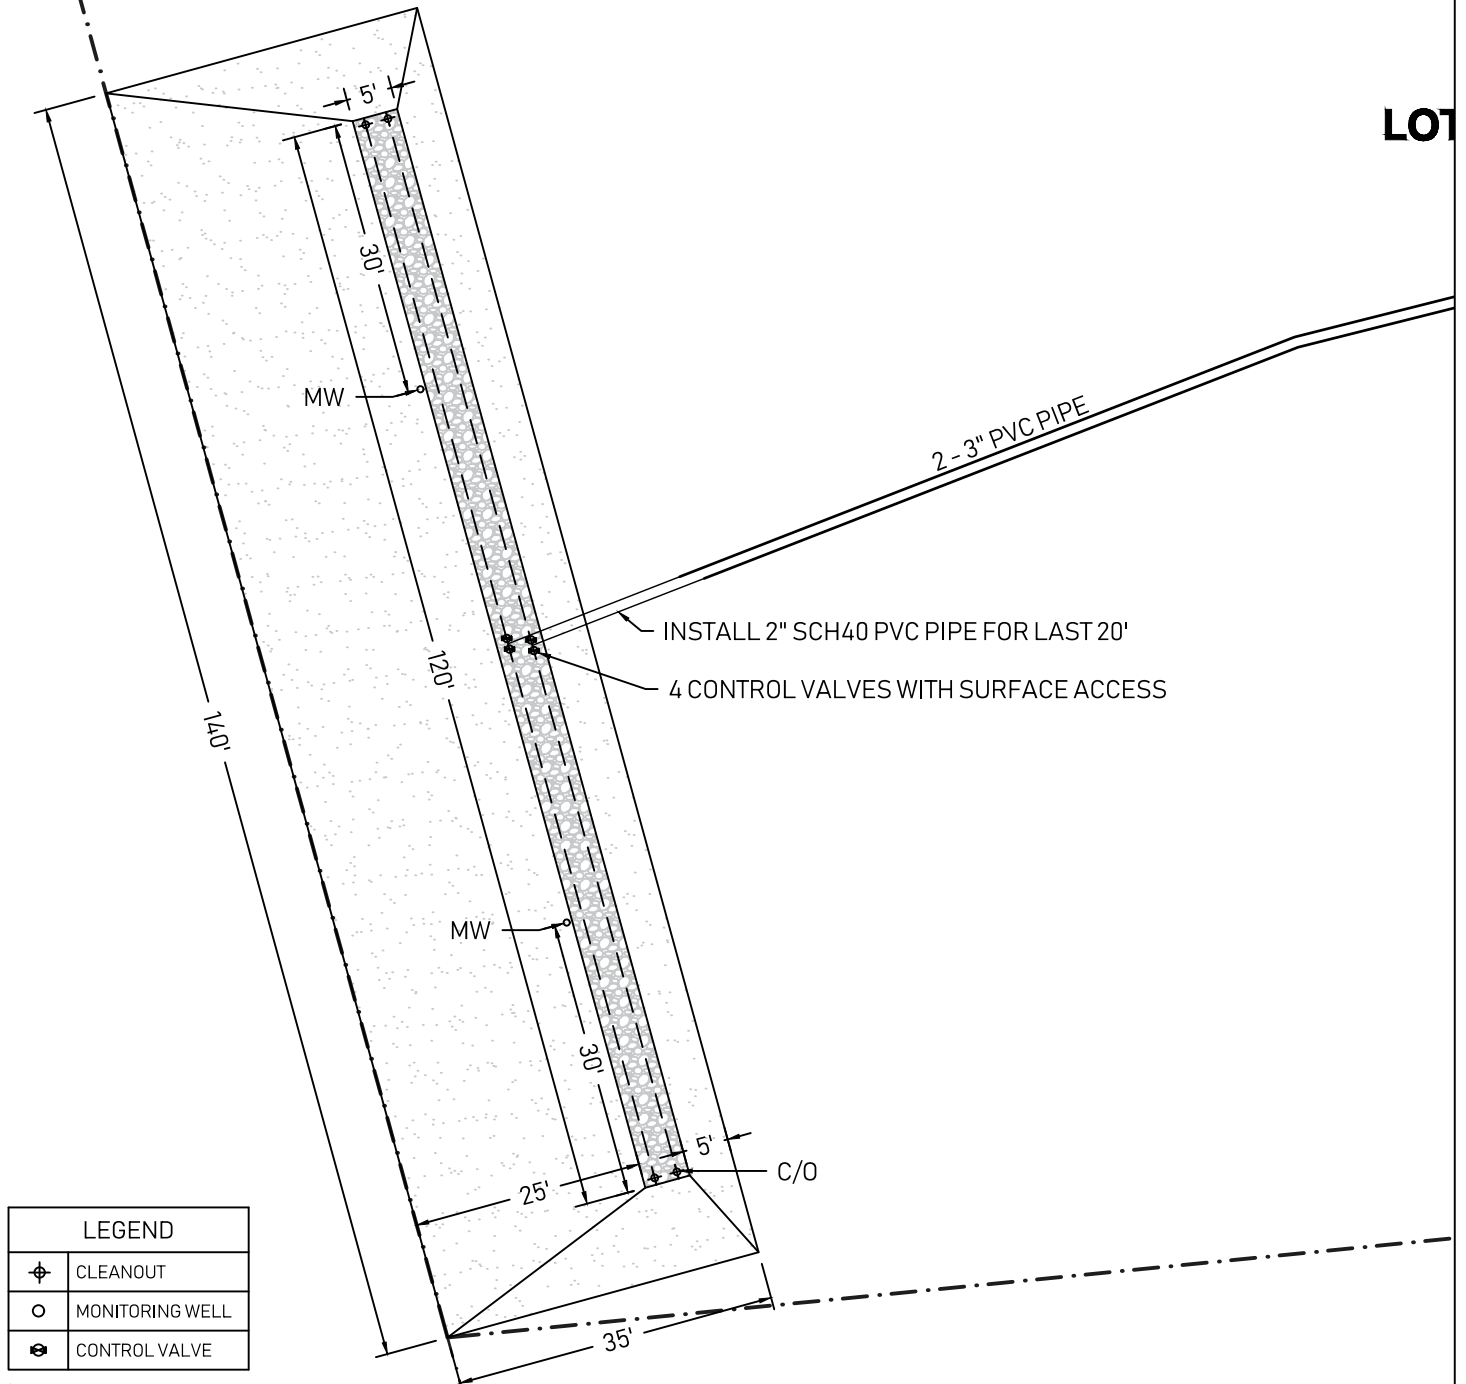 5'
LOT
30'
MW
2 - 3" PVC PIPE
INSTALL 2" SCH40 PVC PIPE FOR LAST 20'
120'
4 CONTROL VALVES WITH SURFACE ACCESS
140'
MW
30'
5'
C/O
25'
35'
LEGEND
CLEANOUT
MONITORING WELL
CONTROL VALVE